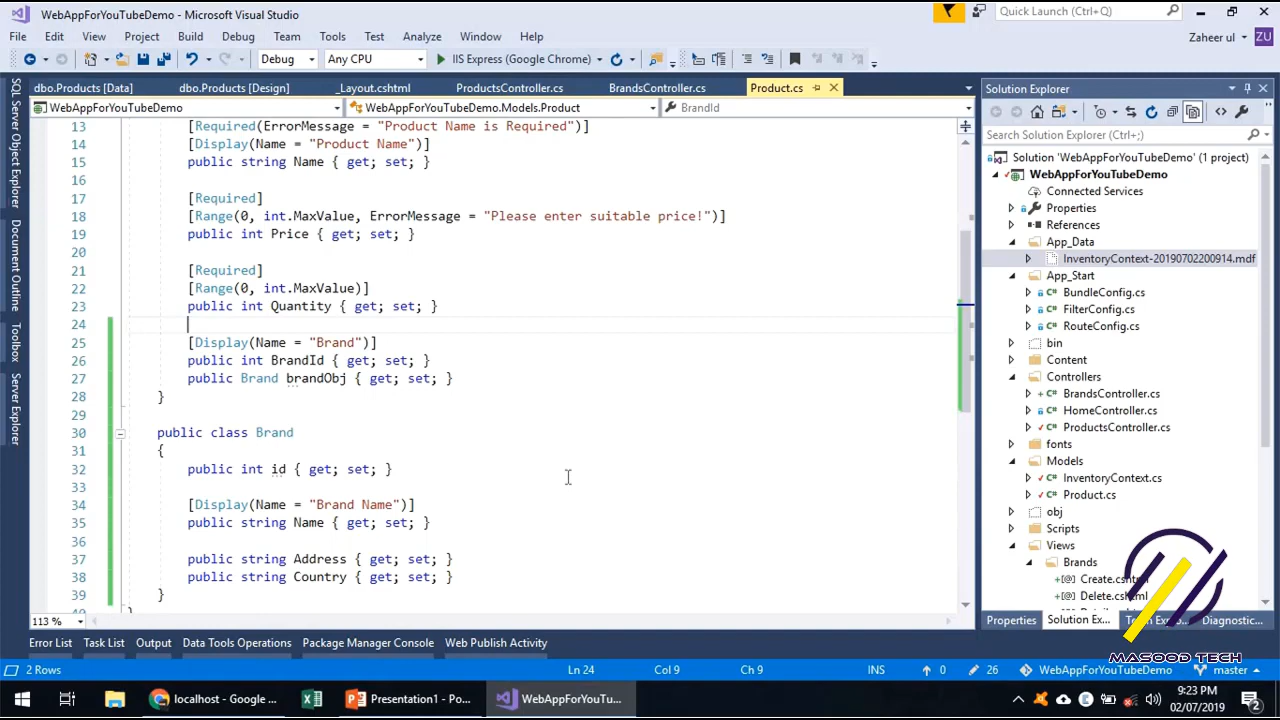 WebAppForYouTubeDemo - Microsoft Visual Studio
Quick Launch (Ctrl+Q)
File Edit View Project Build Debug Team Tools Test Analyze Window Help
Zaheer ul ZU
Debug Any CPU IIS Express (Google Chrome)
dbo.Products [Data] dbo.Products [Design] _Layout.cshtml ProductsController.cs BrandsController.cs Product.cs
WebAppForYouTubeDemo WebAppForYouTubeDemo.Models.Product BrandId
SQL Server Object Explorer
Document Outline
Toolbox
Server Explorer
13 [Required(ErrorMessage = "Product Name is Required")]
14 [Display(Name = "Product Name")]
15 public string Name { get; set; }
16
17 [Required]
18 [Range(0, int.MaxValue, ErrorMessage = "Please enter suitable price!")]
19 public int Price { get; set; }
20
21 [Required]
22 [Range(0, int.MaxValue)]
23 public int Quantity { get; set; }
24
25 [Display(Name = "Brand")]
26 public int BrandId { get; set; }
27 public Brand brandObj { get; set; }
28 }
29
30 public class Brand
31 {
32 public int id { get; set; }
33
34 [Display(Name = "Brand Name")]
35 public string Name { get; set; }
36
37 public string Address { get; set; }
38 public string Country { get; set; }
39 }
113 %
Solution Explorer
Search Solution Explorer (Ctrl+;)
Solution 'WebAppForYouTubeDemo' (1 project)
WebAppForYouTubeDemo
Connected Services
Properties
References
App_Data
InventoryContext-20190702200914.mdf
App_Start
BundleConfig.cs
FilterConfig.cs
RouteConfig.cs
bin
Content
Controllers
BrandsController.cs
HomeController.cs
ProductsController.cs
fonts
Models
InventoryContext.cs
Product.cs
obj
Scripts
Views
Brands
Create.cshtml
Delete.cshtml
Properties Solution Ex... Diagnostic...
Error List Task List Output Data Tools Operations Package Manager Console Web Publish Activity
2 Rows Ln 24 Col 9 Ch 9 INS 0 26 WebAppForYouTubeDemo master
MASOOD TECH
localhost - Google ... Presentation1 - Po... WebAppForYouTu...
9:23 PM
02/07/2019
2